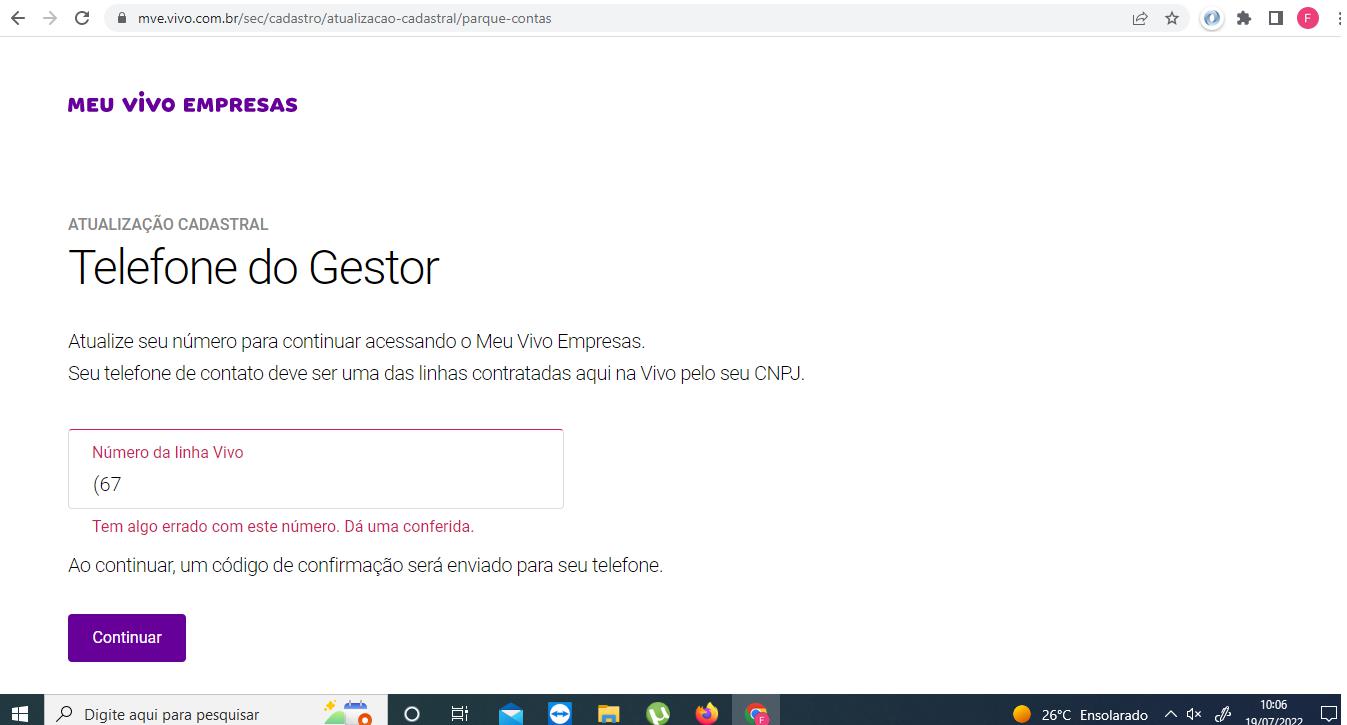 mve.vivo.com.br/sec/cadastro/atualizacao-cadastral/parque-contas
F
MEU VIVO EMPRESAS
ATUALIZAÇÃO CADASTRAL
Telefone do Gestor
Atualize seu número para continuar acessando o Meu Vivo Empresas.
Seu telefone de contato deve ser uma das linhas contratadas aqui na Vivo pelo seu CNPJ.
Número da linha Vivo
(67
Tem algo errado com este número. Dá uma conferida.
Ao continuar, um código de confirmação será enviado para seu telefone.
Continuar
Digite aqui para pesquisar
F
26°C Ensolarado
10:06
19/07/2022